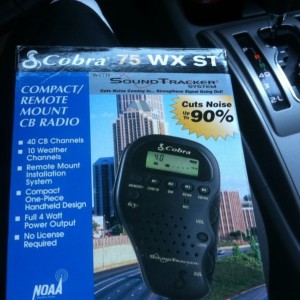 Cobra 75 WX ST
SOUNDTRACKER
SYSTEM
Cuts Noise Coming In... Strengthens Signal Going Out!
COMPACT/
REMOTE
MOUNT
CB RADIO
Cuts Noise
Up To 90%
• 40 CB Channels
• 10 Weather
Channels
• Remote Mount
Installation
System
• Compact
One-Piece
Handheld Design
• Full 4 Watt
Power Output
• No License
Required
Cobra
40
SOUNDTRACKER
NOAA